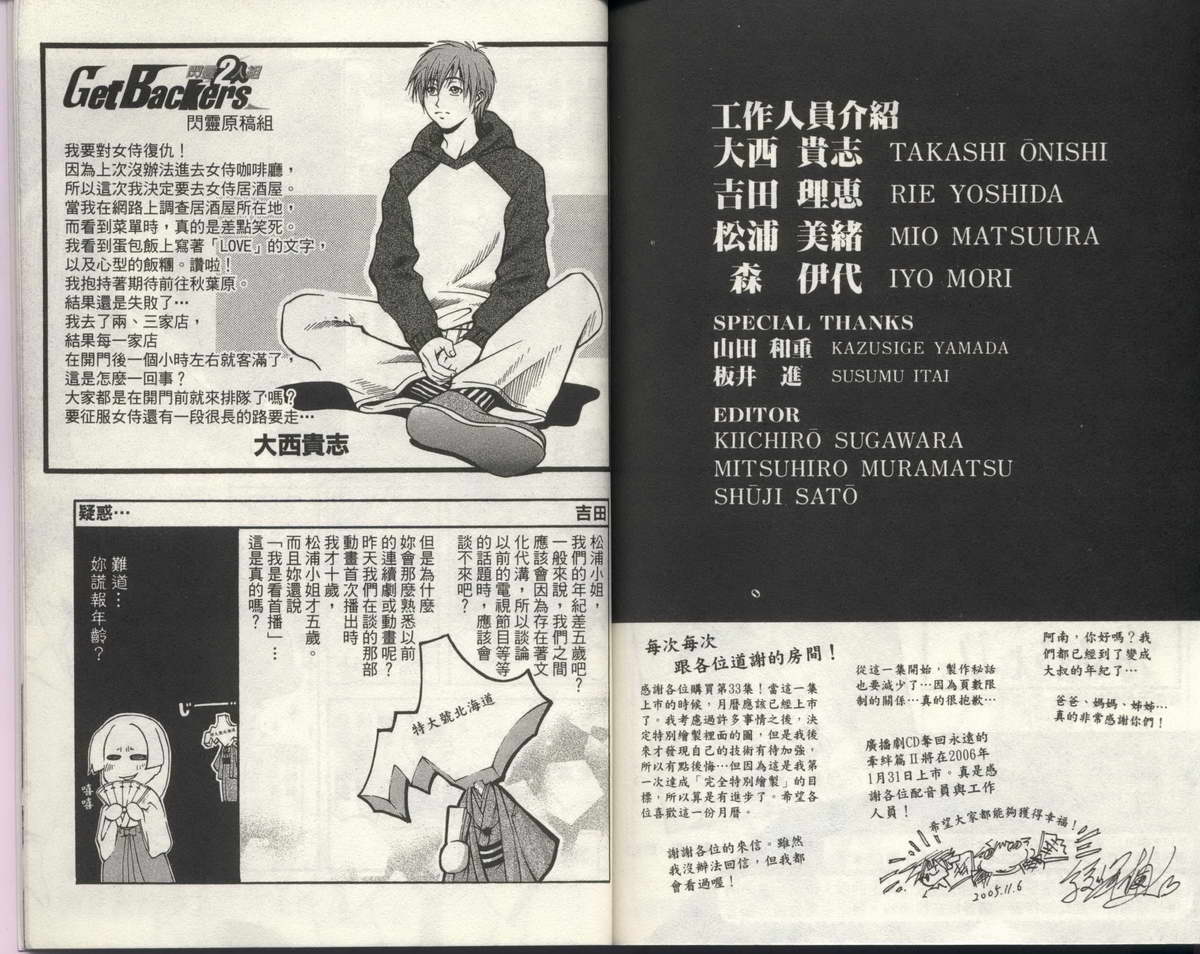 GetBackers
閃靈2人組
閃靈原稿組
我要對女侍復仇！
因為上次沒辦法進去女侍咖啡廳，
所以這次我決定要去女侍居酒屋。
當我在網路上調查居酒屋所在地，
而看到菜單時，真的是差點笑死。
我看到蛋包飯上寫著「LOVE」的文字，
以及心型的飯糰。讚啦！
我抱持著期待前往秋葉原。
結果還是失敗了…
我去了兩、三家店，
結果每一家店
在開門後一個小時左右就客滿了，
這是怎麼一回事？
大家都是在開門前就來排隊了嗎？
要征服女侍還有一段很長的路要走…
大西貴志
疑惑…
吉田
松浦小姐，
我們的年紀差五歲吧？
一般來說，我們之間
應該會因為存在著文
化代溝，所以談論
以前的電視節目等等
的話題時，應該會
談不來吧？
但是為什麼
妳會那麼熟悉以前
的連續劇或動畫呢？
昨天我們在談的那部
動畫首次播出時
我才十歲，
松浦小姐才五歲。
而且妳還說
「我是看首播」…
這是真的嗎？
特大號北海道
難道…
妳謊報年齡？
じーー
嘻嘻
工作人員介紹
大西 貴志 TAKASHI ŌNISHI
吉田 理恵 RIE YOSHIDA
松浦 美緒 MIO MATSUURA
森 伊代 IYO MORI
SPECIAL THANKS
山田 和重 KAZUSIGE YAMADA
板井 進 SUSUMU ITAI
EDITOR
KIICHIRŌ SUGAWARA
MITSUHIRO MURAMATSU
SHŪJI SATŌ
每次每次
跟各位道謝的房間！
感謝各位購買第33集！當這一集
上市的時候，月曆應該已經上市
了。我考慮過許多事情之後，決
定特別繪製裡面的圖，但是我後
來才發現自己的技術有待加強，
所以有點後悔…但因為這是我第
一次達成「完全特別繪製」的目
標，所以算是有進步了。希望各
位喜歡這一份月曆。
謝謝各位的來信。雖然
我沒辦法回信，但我都
會看過喔！
從這一集開始，製作秘話
也要減少了…因為頁數限
制的關係…真的很抱歉…
廣播劇CD奪回永遠的
牽絆篇Ⅱ將在2006年
1月31日上市。真是感
謝各位配音員與工作
人員！
阿南，你好嗎？我
們都已經到了變成
大叔的年紀了…
爸爸、媽媽、姊姊…
真的非常感謝你們！
希望大家都能夠獲得幸福！
2005.11.6